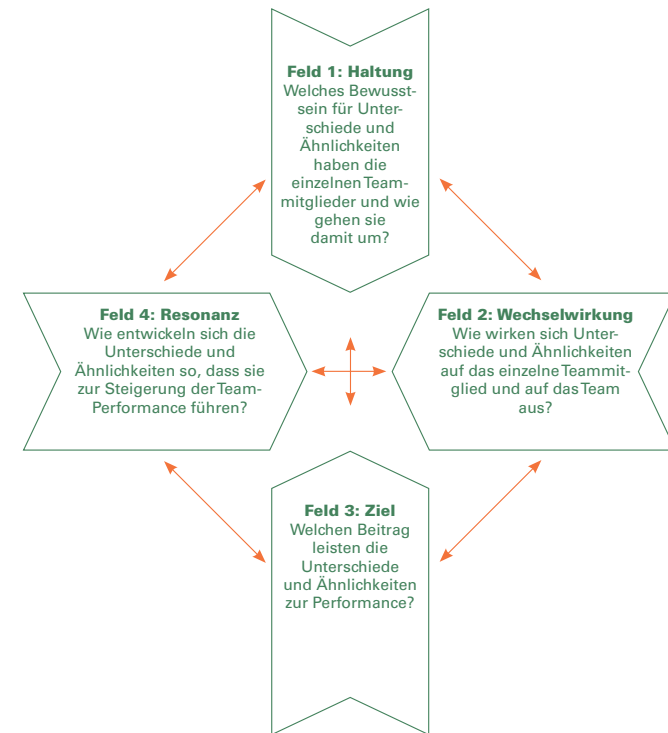 Feld 1: Haltung
Welches Bewusst-
sein für Unter-
schiede und
Ähnlichkeiten
haben die
einzelnen Team-
mitglieder und wie
gehen sie
damit um?
Feld 4: Resonanz
Wie entwickeln sich die
Unterschiede und
Ähnlichkeiten so, dass sie
zur Steigerung der Team-
Performance führen?
Feld 2: Wechselwirkung
Wie wirken sich Unter-
schiede und Ähnlichkeiten
auf das einzelne Teammit-
glied und auf das Team
aus?
Feld 3: Ziel
Welchen Beitrag
leisten die
Unterschiede
und Ähnlichkeiten
zur Performance?